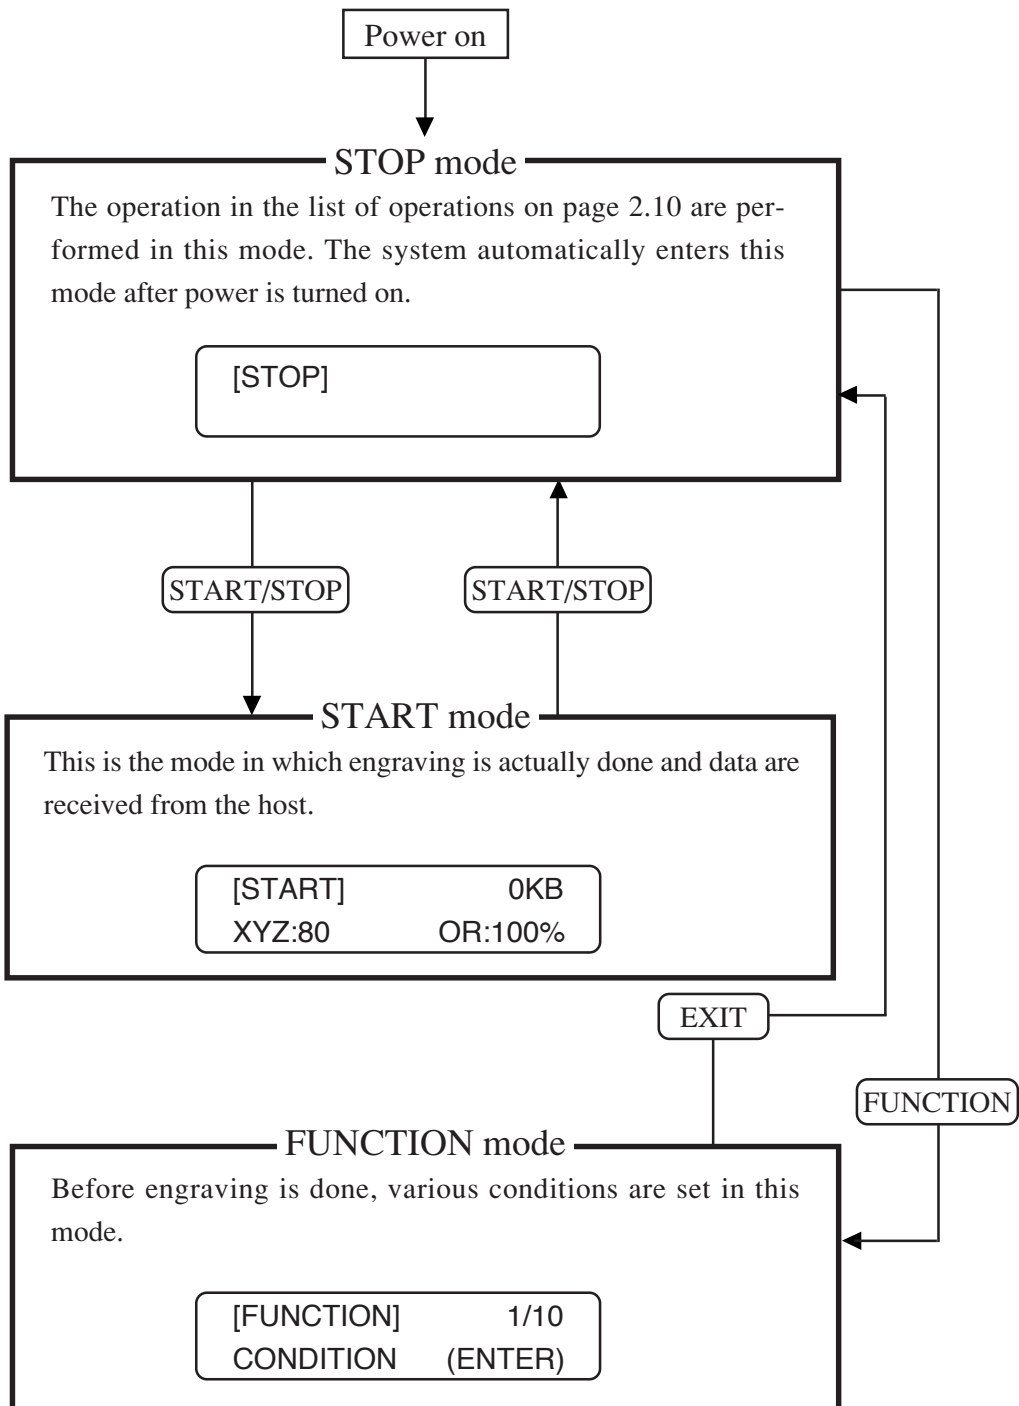 Power on
STOP mode
The operation in the list of operations on page 2.10 are per-
formed in this mode. The system automatically enters this
mode after power is turned on.
[STOP]
START/STOP START/STOP
START mode
This is the mode in which engraving is actually done and data are
received from the host.
[START] 0KB
XYZ:80 OR:100%
EXIT
FUNCTION
FUNCTION mode
Before engraving is done, various conditions are set in this
mode.
[FUNCTION] 1/10
CONDITION (ENTER)